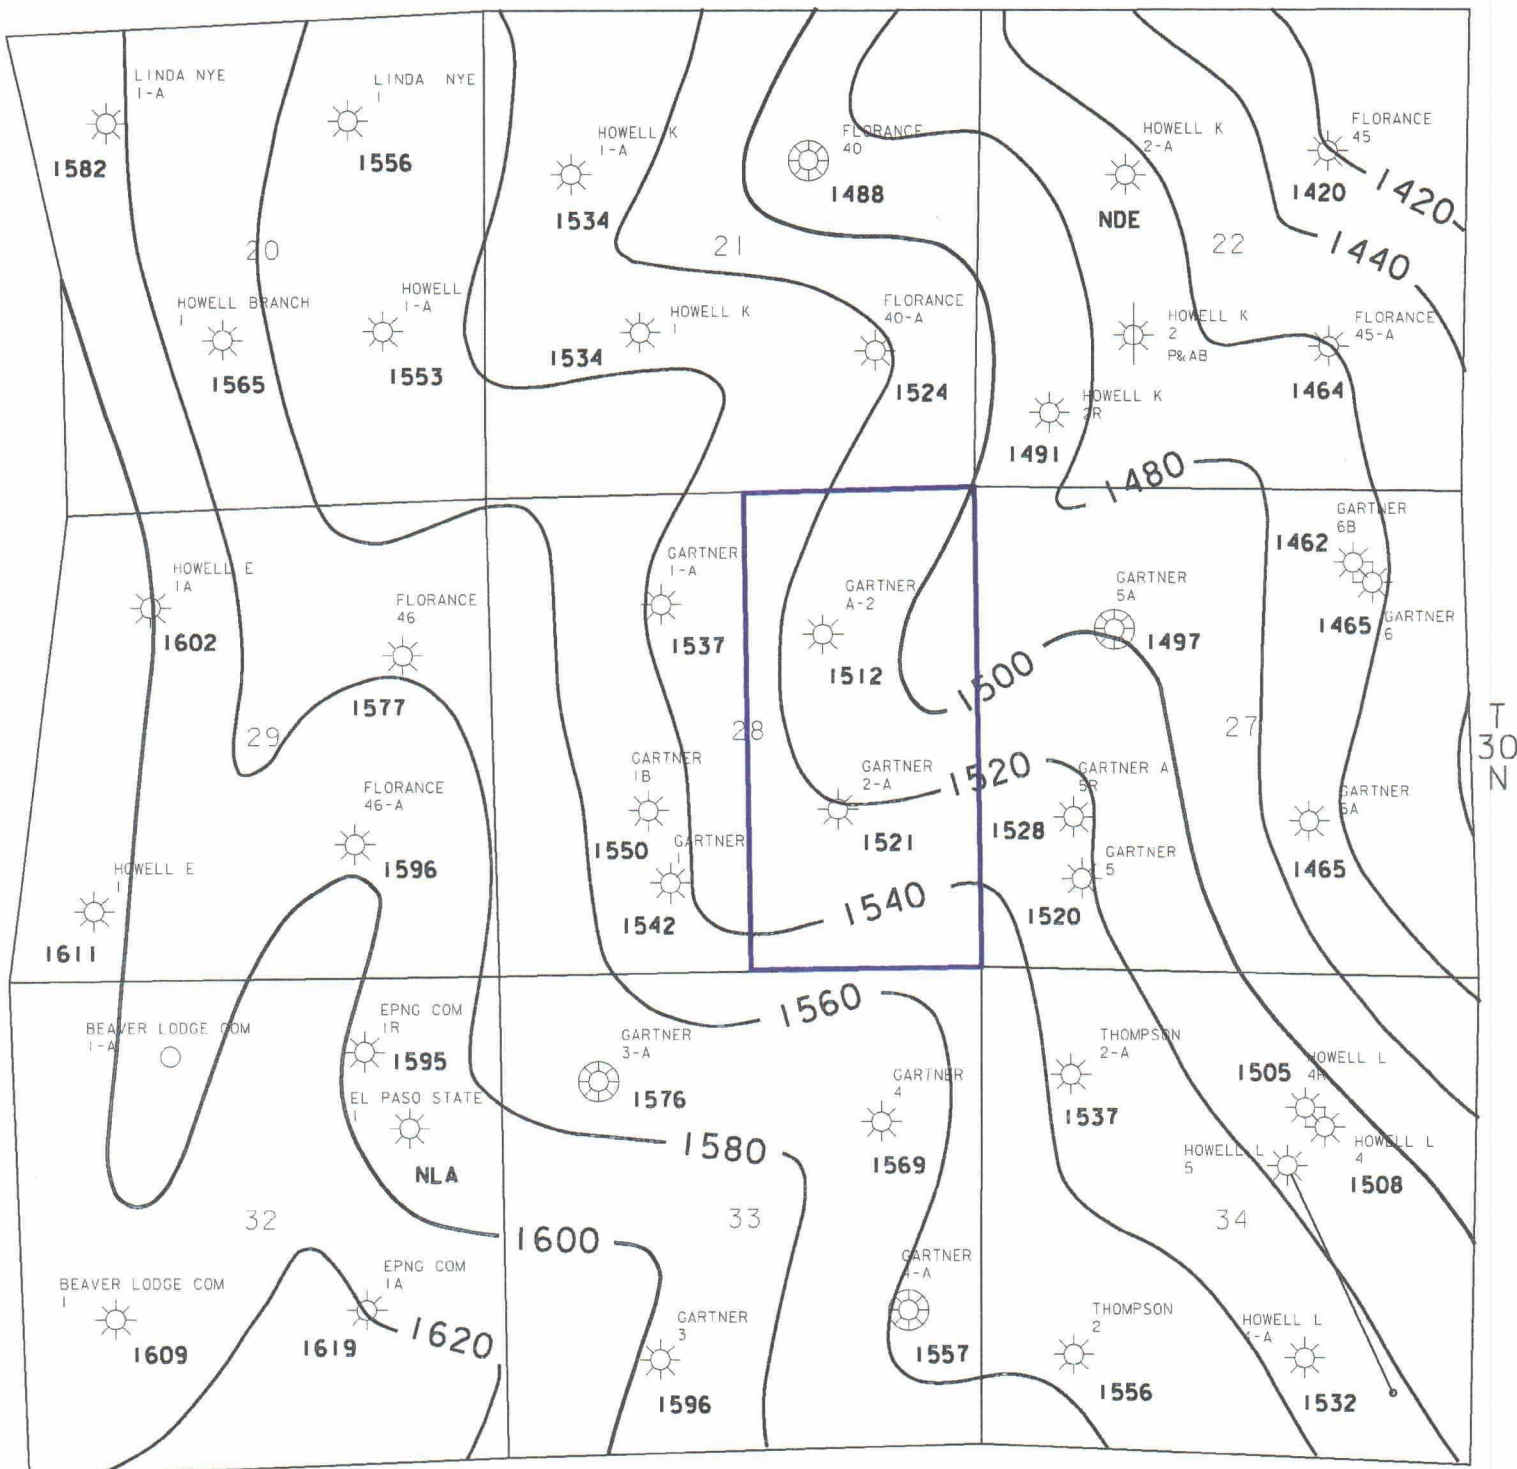 LINDA NYE
1-A
1582
LINDA NYE
1
1556
HOWELL K
1-A
1534
FLORANCE
40
1488
HOWELL K
2-A
NDE
FLORANCE
45
1420
1420
20
21
22
1440
HOWELL BRANCH
1
1565
HOWELL
1-A
1553
HOWELL K
1
1534
FLORANCE
40-A
1524
HOWELL K
2
P&AB
FLORANCE
45-A
1464
HOWELL K
2R
1491
1480
HOWELL E
1A
1602
FLORANCE
46
1577
GARTNER
1-A
1537
GARTNER
A-2
1512
GARTNER
5A
1497
GARTNER
6B
1462
1465
GARTNER
6
1500
29
28
27
T
30
N
FLORANCE
46-A
1596
GARTNER
1B
1550
GARTNER
2-A
1521
1520
GARTNER A
5R
1528
GARTNER
6A
1465
HOWELL E
1
1611
GARTNER
1
1542
1540
GARTNER
5
1520
BEAVER LODGE COM
1-A
EPNG COM
1R
1595
1560
GARTNER
3-A
1576
GARTNER
4
1569
THOMPSON
2-A
1537
1505
HOWELL L
4R
EL PASO STATE
1
NLA
1580
HOWELL L
5
HOWELL L
4
1508
32
33
34
1600
BEAVER LODGE COM
1
1609
EPNG COM
1A
1619
1620
GARTNER
3
1596
GARTNER
4-A
1557
THOMPSON
2
1556
HOWELL L
4-A
1532